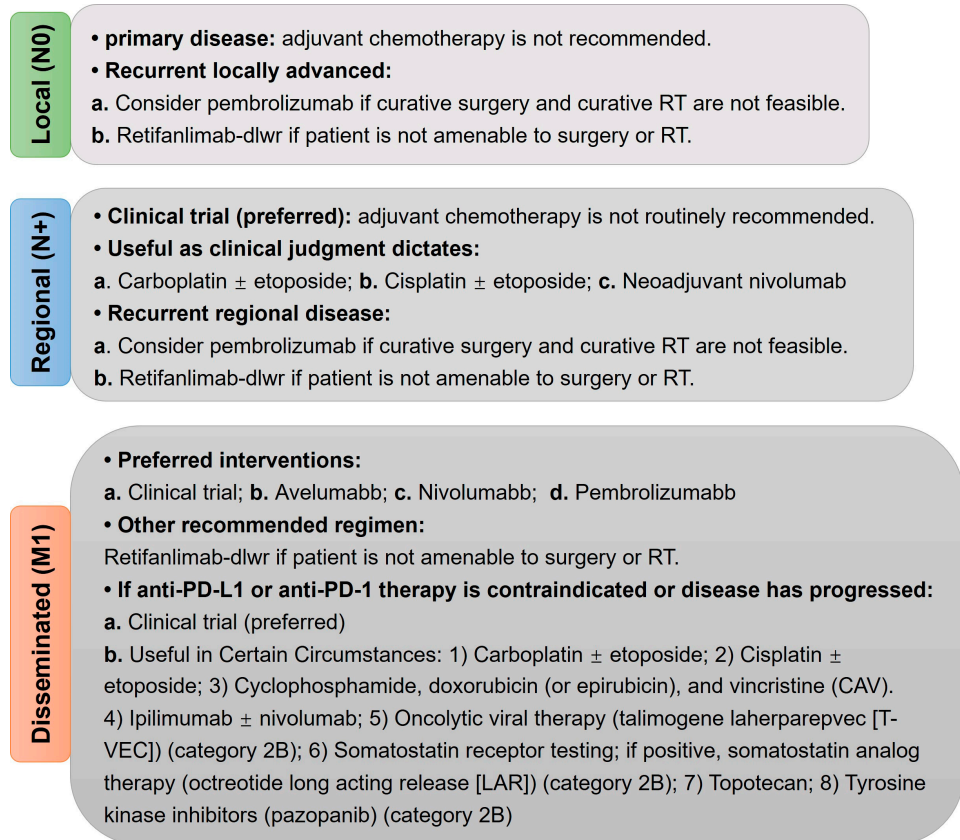 Local (N0)
• primary disease: adjuvant chemotherapy is not recommended.
• Recurrent locally advanced:
a. Consider pembrolizumab if curative surgery and curative RT are not feasible.
b. Retifanlimab-dlwr if patient is not amenable to surgery or RT.
Regional (N+)
• Clinical trial (preferred): adjuvant chemotherapy is not routinely recommended.
• Useful as clinical judgment dictates:
a. Carboplatin ± etoposide; b. Cisplatin ± etoposide; c. Neoadjuvant nivolumab
• Recurrent regional disease:
a. Consider pembrolizumab if curative surgery and curative RT are not feasible.
b. Retifanlimab-dlwr if patient is not amenable to surgery or RT.
Disseminated (M1)
• Preferred interventions:
a. Clinical trial; b. Avelumabb; c. Nivolumabb; d. Pembrolizumabb
• Other recommended regimen:
Retifanlimab-dlwr if patient is not amenable to surgery or RT.
• If anti-PD-L1 or anti-PD-1 therapy is contraindicated or disease has progressed:
a. Clinical trial (preferred)
b. Useful in Certain Circumstances: 1) Carboplatin ± etoposide; 2) Cisplatin ±
etoposide; 3) Cyclophosphamide, doxorubicin (or epirubicin), and vincristine (CAV).
4) Ipilimumab ± nivolumab; 5) Oncolytic viral therapy (talimogene laherparepvec [T-
VEC]) (category 2B); 6) Somatostatin receptor testing; if positive, somatostatin analog
therapy (octreotide long acting release [LAR]) (category 2B); 7) Topotecan; 8) Tyrosine
kinase inhibitors (pazopanib) (category 2B)